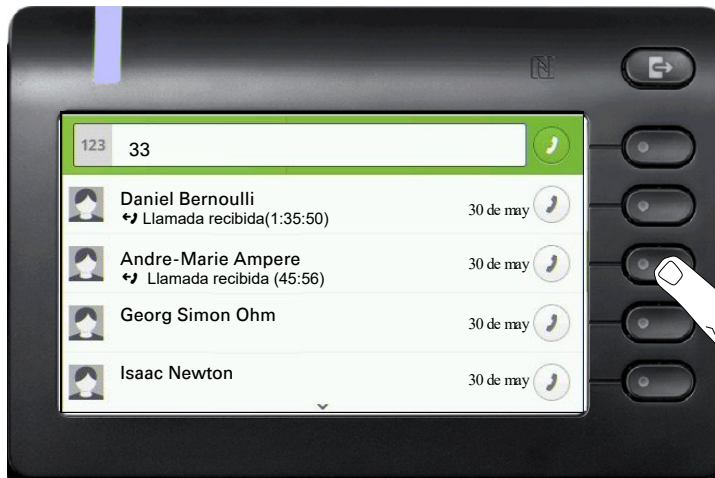 123 33
Daniel Bernoulli
Llamada recibida(1:35:50)
30 de may
Andre-Marie Ampere
Llamada recibida (45:56)
30 de may
Georg Simon Ohm
30 de may
Isaac Newton
30 de may